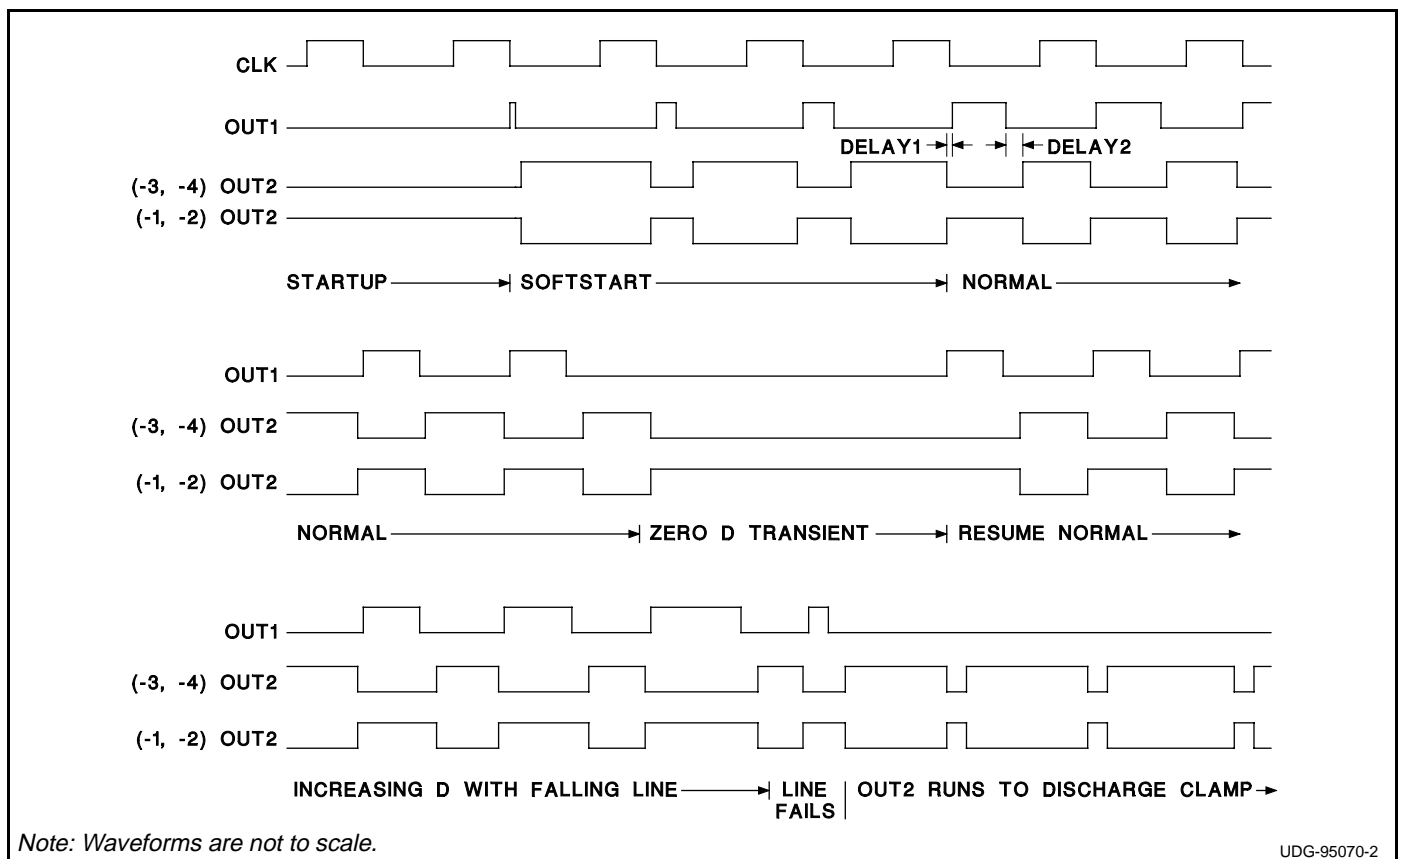 CLK
OUT1
DELAY1 DELAY2
(-3, -4) OUT2
(-1, -2) OUT2
STARTUP SOFTSTART NORMAL
OUT1
(-3, -4) OUT2
(-1, -2) OUT2
NORMAL ZERO D TRANSIENT RESUME NORMAL
OUT1
(-3, -4) OUT2
(-1, -2) OUT2
INCREASING D WITH FALLING LINE LINE OUT2 RUNS TO DISCHARGE CLAMP
FAILS
Note: Waveforms are not to scale.
UDG-95070-2